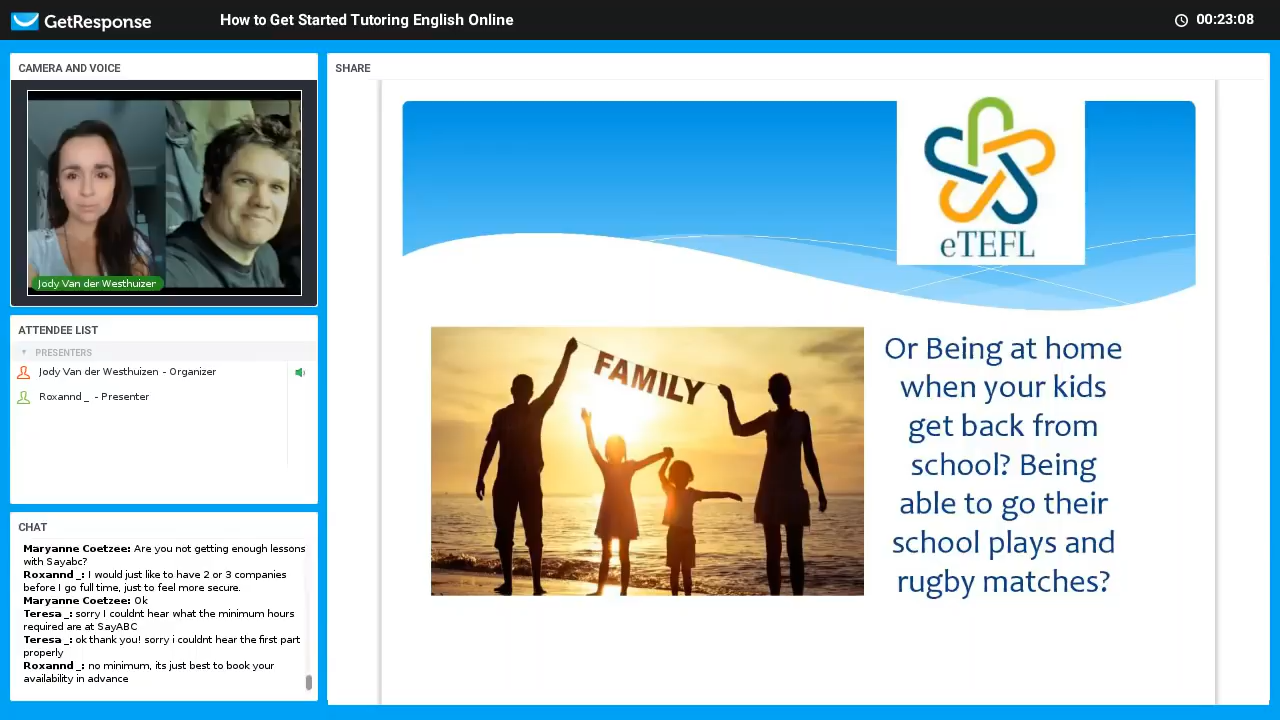 GetResponse
How to Get Started Tutoring English Online
00:23:08
CAMERA AND VOICE
Jody Van der Westhuizer
ATTENDEE LIST
PRESENTERS
Jody Van der Westhuizen - Organizer
Roxannd _ - Presenter
CHAT
Maryanne Coetzee: Are you not getting enough lessons
with Sayabc?
Roxannd _: I would just like to have 2 or 3 companies
before I go full time, just to feel more secure.
Maryanne Coetzee: Ok
Teresa _: sorry I couldnt hear what the minimum hours
required are at SayABC
Teresa _: ok thank you! sorry i couldnt hear the first part
properly
Roxannd _: no minimum, its just best to book your
availability in advance
SHARE
eTEFL
FAMILY
Or Being at home
when your kids
get back from
school? Being
able to go their
school plays and
rugby matches?